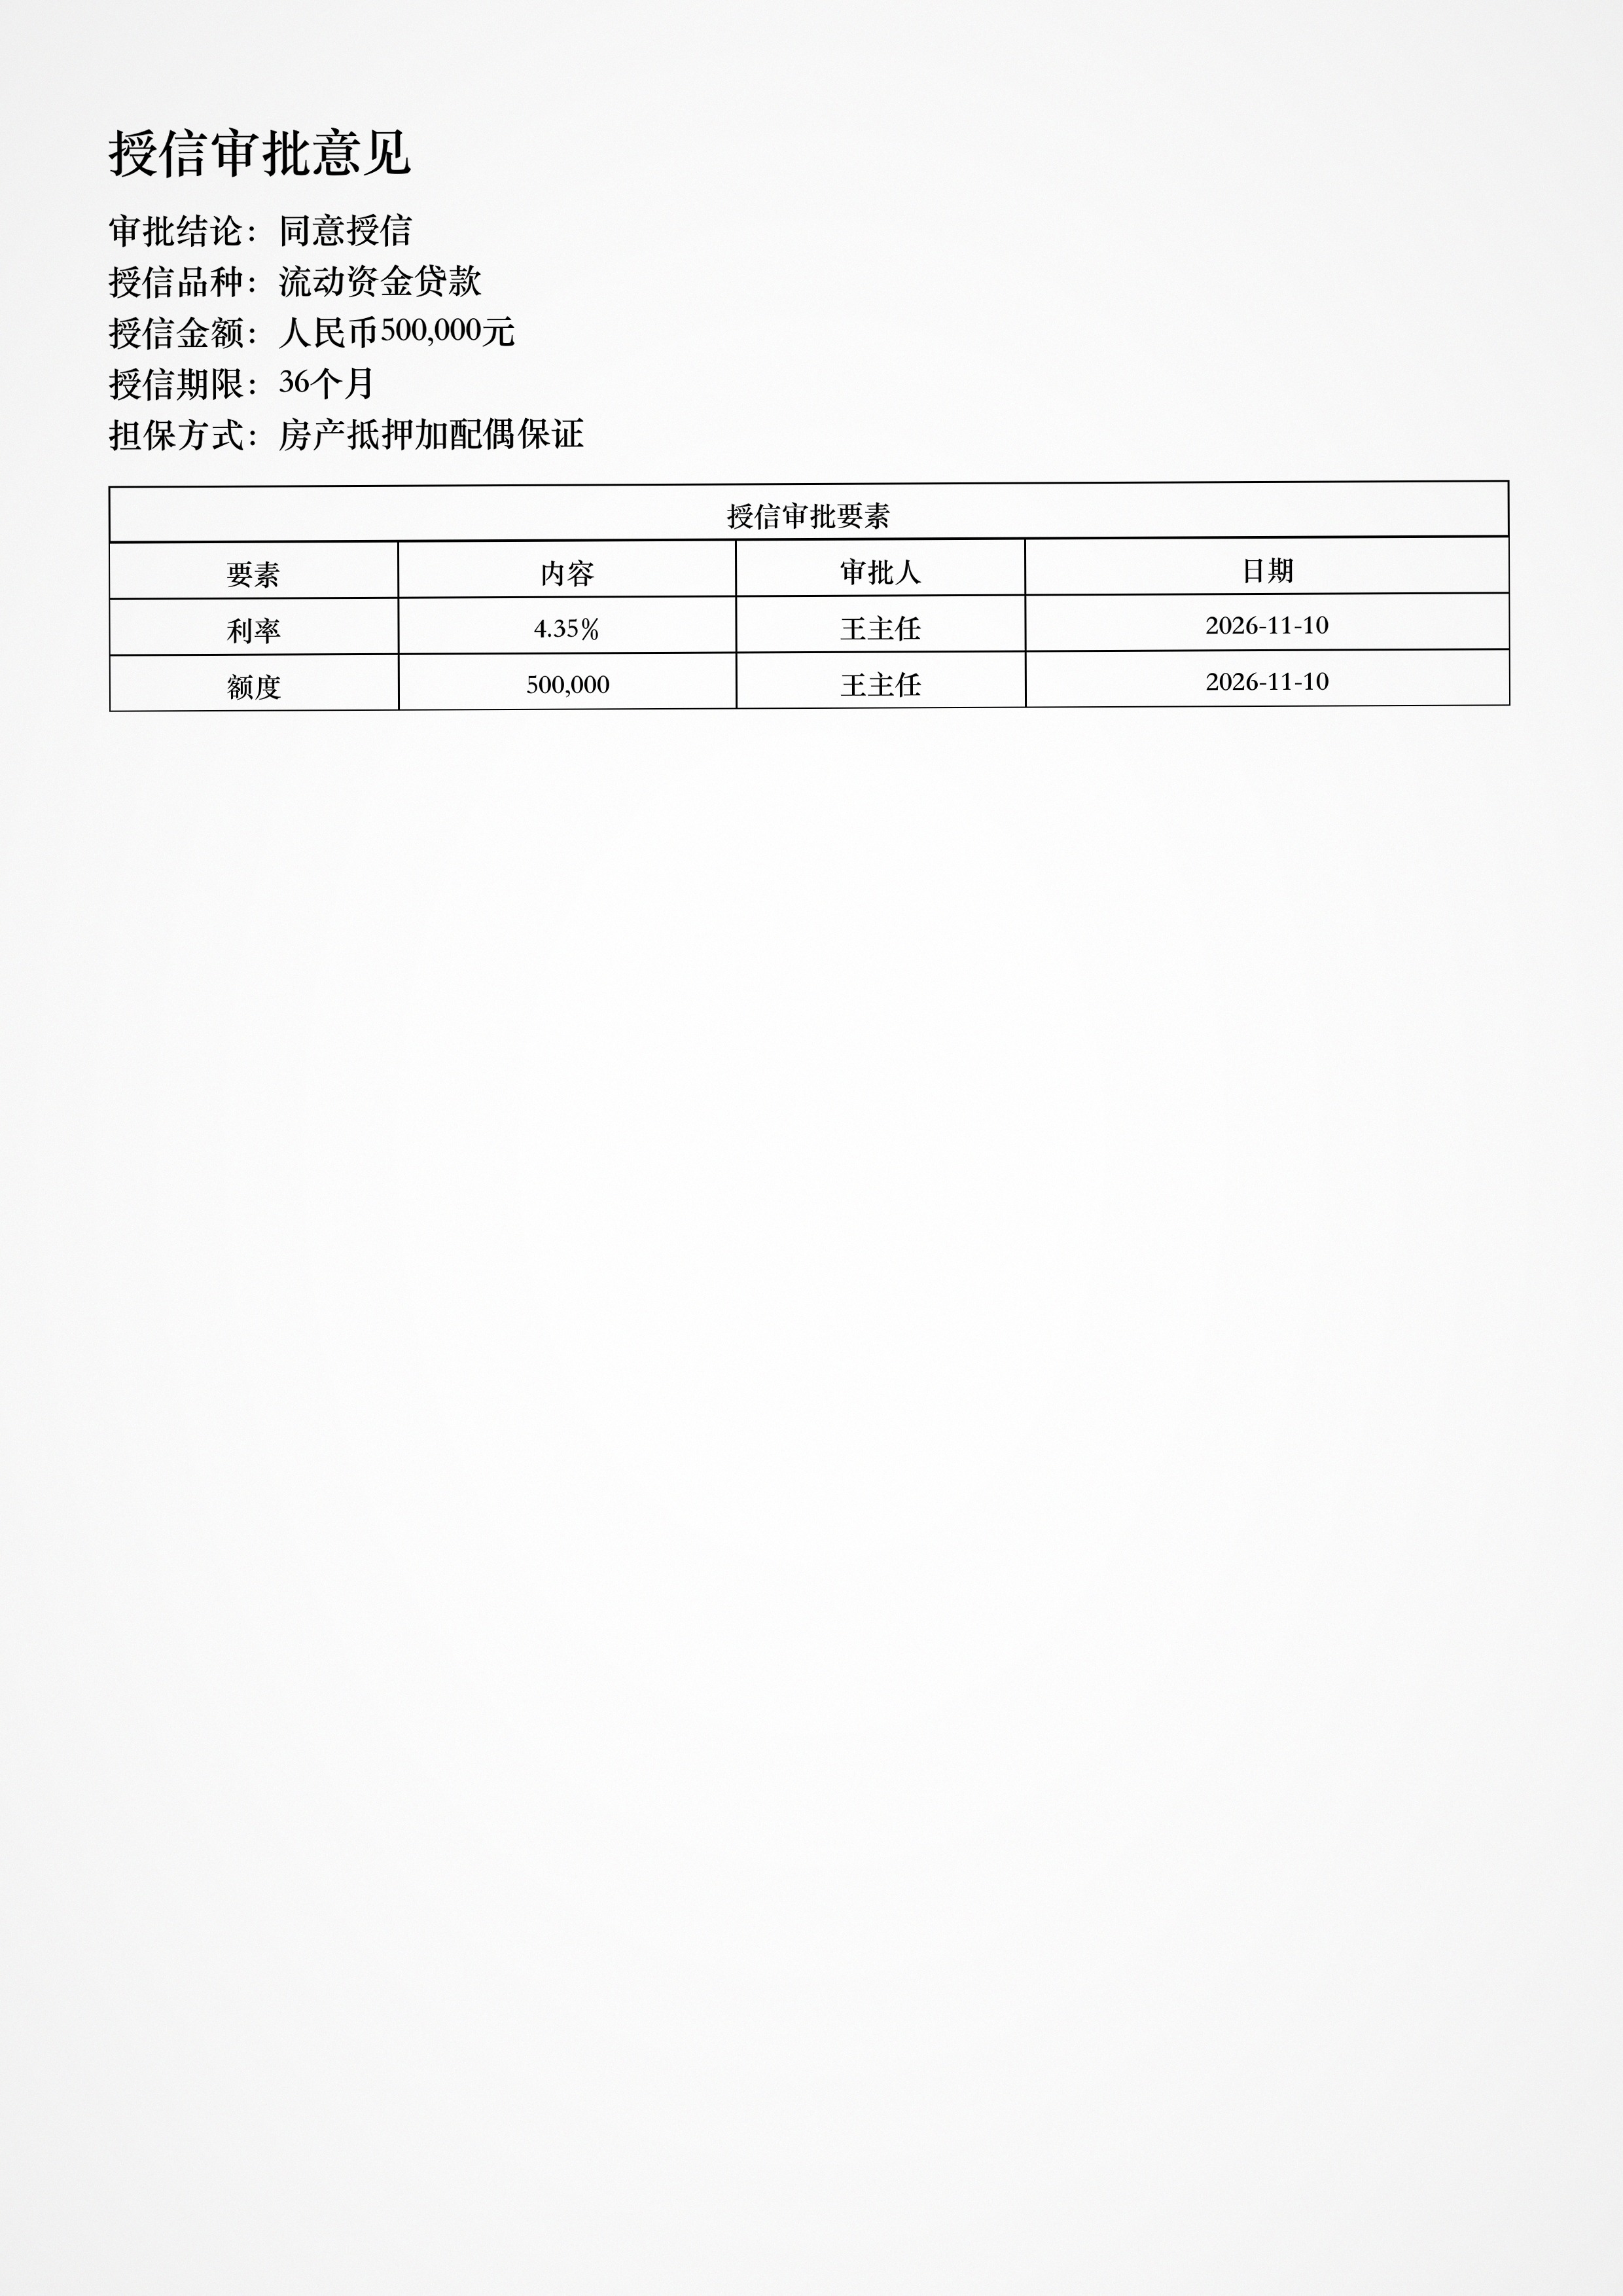 授信审批意见
审批结论：同意授信
授信品种：流动资金贷款
授信金额：人民币500,000元
授信期限：36个月
担保方式：房产抵押加配偶保证
授信审批要素
要素 内容 审批人 日期
利率 4.35% 王主任 2026-11-10
额度 500,000 王主任 2026-11-10